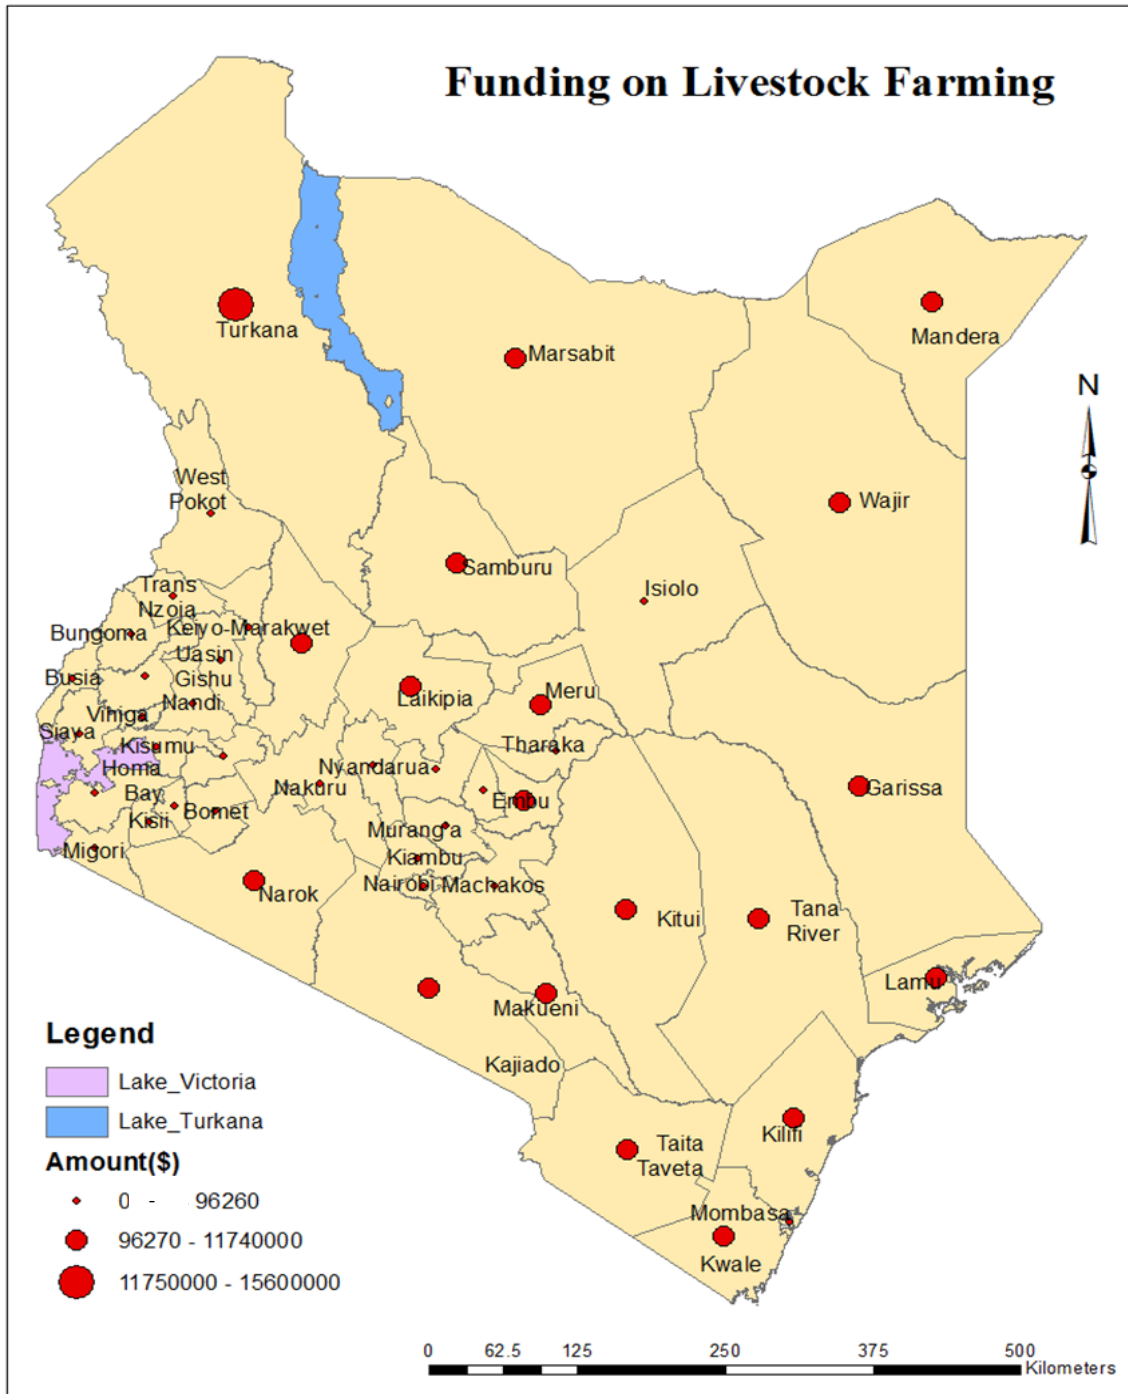 Funding on Livestock Farming
Turkana
Marsabit
Mandera
N
West
Pokot
Wajir
Samburu
Isiolo
Trans
Nzoia
Bungoma
Keiyo-Marakwet
Uasin
Gishu
Busia
Nandi
Laikipia
Meru
Vihiga
Siaya
Kisumu
Tharaka
Homa
Bay
Nyandarua
Nakuru
Embu
Garissa
Kisii
Bomet
Murang'a
Migori
Kiambu
Nairobi
Machakos
Narok
Kitui
Tana
River
Lamu
Makueni
Kajiado
Kilifi
Taita
Taveta
Mombasa
Kwale
Legend
Lake_Victoria
Lake_Turkana
Amount($)
0 - 96260
96270 - 11740000
11750000 - 15600000
0 62.5 125 250 375 500
Kilometers